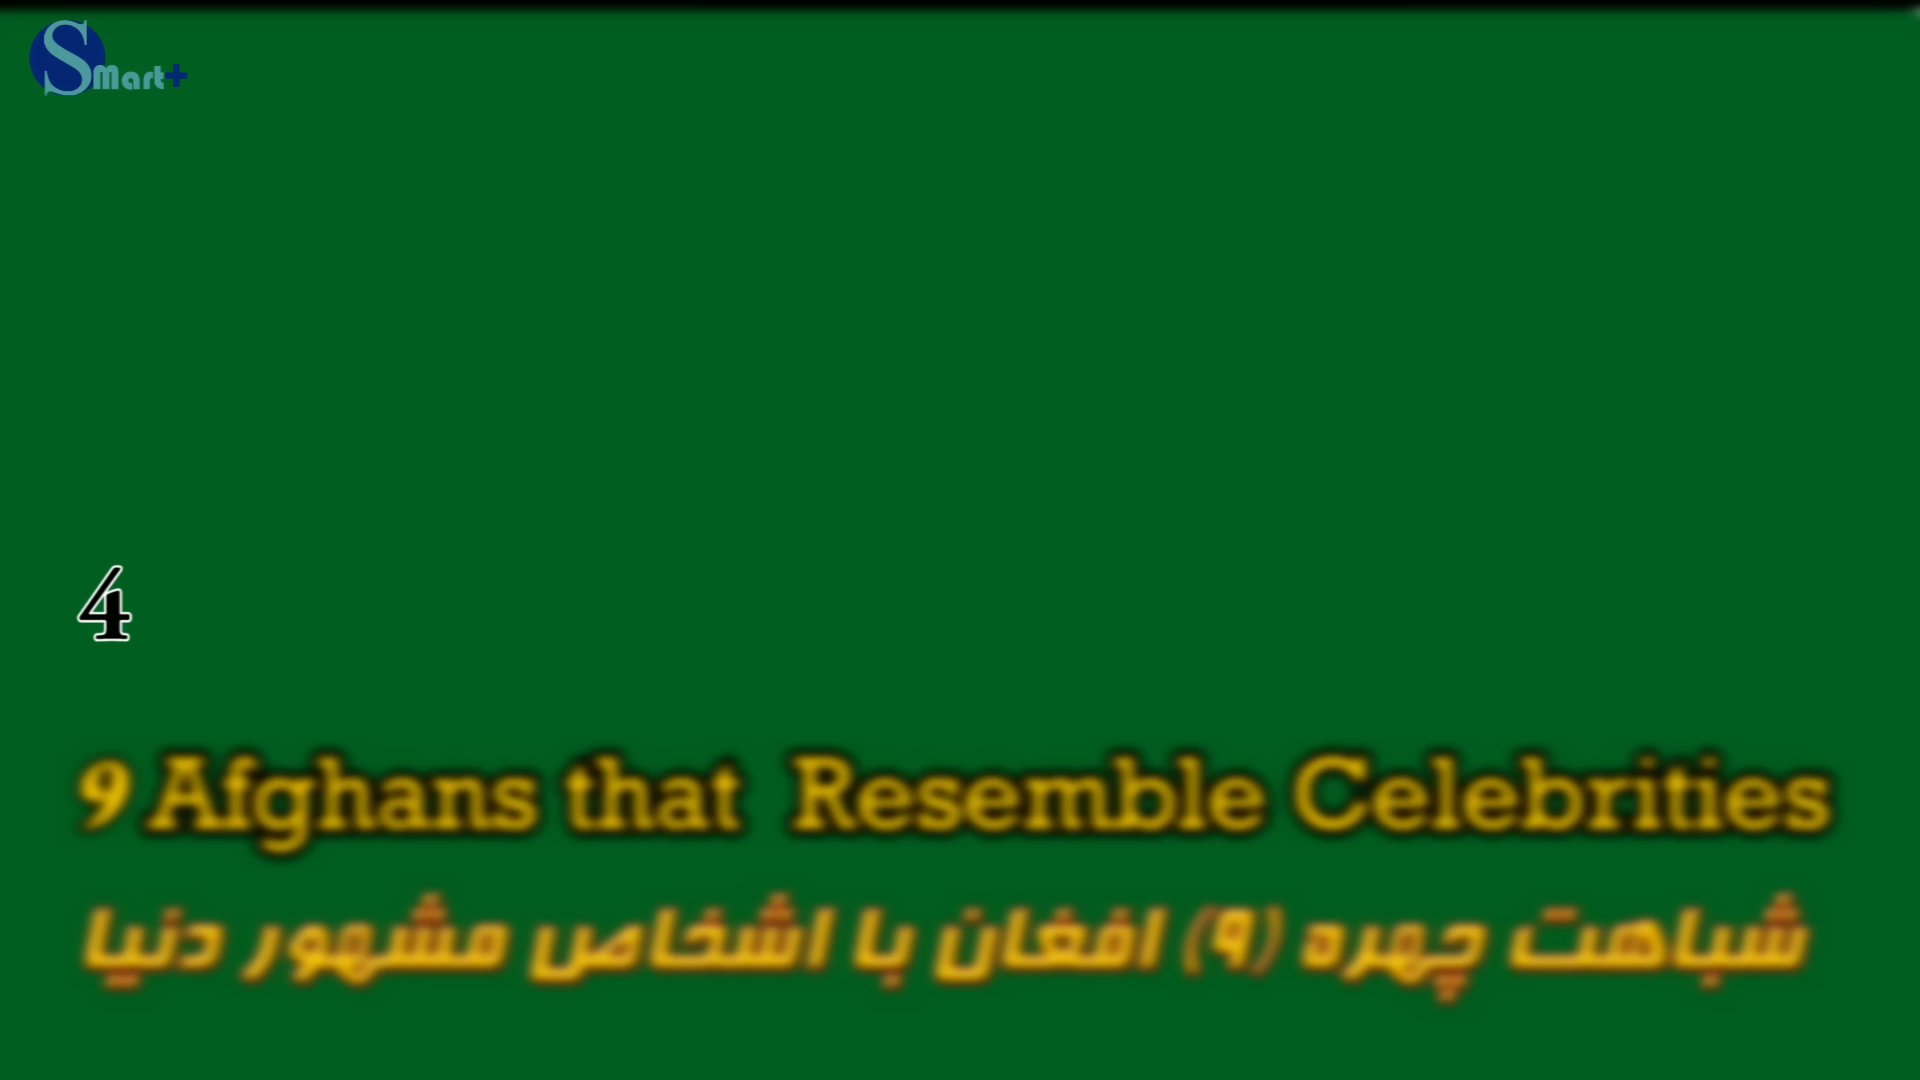 SMart+
4
9 Afghans that Resemble Celebrities
شباهت چهره (۹) افغان با اشخاص مشهور دنیا